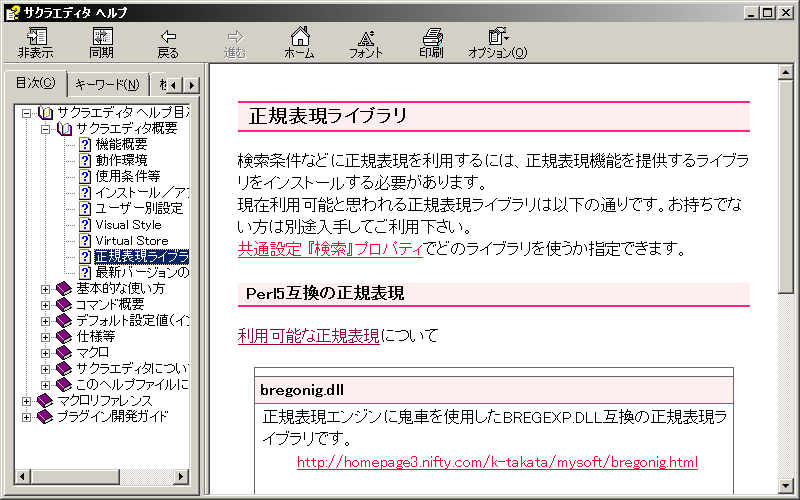 サクラエディタ ヘルプ
非表示 同期 戻る 進む ホーム フォント 印刷 オプション(O)
目次(C) キーワード(N)
サクラエディタ ヘルプ目
サクラエディタ概要
機能概要
動作環境
使用条件等
インストール/ア
ユーザー別設定
Visual Style
Virtual Store
正規表現ライブラ
最新バージョンの
基本的な使い方
コマンド概要
デフォルト設定値(イ
仕様等
マクロ
サクラエディタについ
このヘルプファイルに
マクロリファレンス
プラグイン開発ガイド
正規表現ライブラリ
検索条件などに正規表現を利用するには、正規表現機能を提供するライブラ
リをインストールする必要があります。
現在利用可能と思われる正規表現ライブラリは以下の通りです。お持ちでな
い方は別途入手してご利用下さい。
共通設定 『検索』プロパティでどのライブラリを使うか指定できます。
Perl5互換の正規表現
利用可能な正規表現について
bregonig.dll
正規表現エンジンに鬼車を使用したBREGEXP.DLL互換の正規表現ラ
イブラリです。
http://homepage3.nifty.com/k-takata/mysoft/bregonig.html